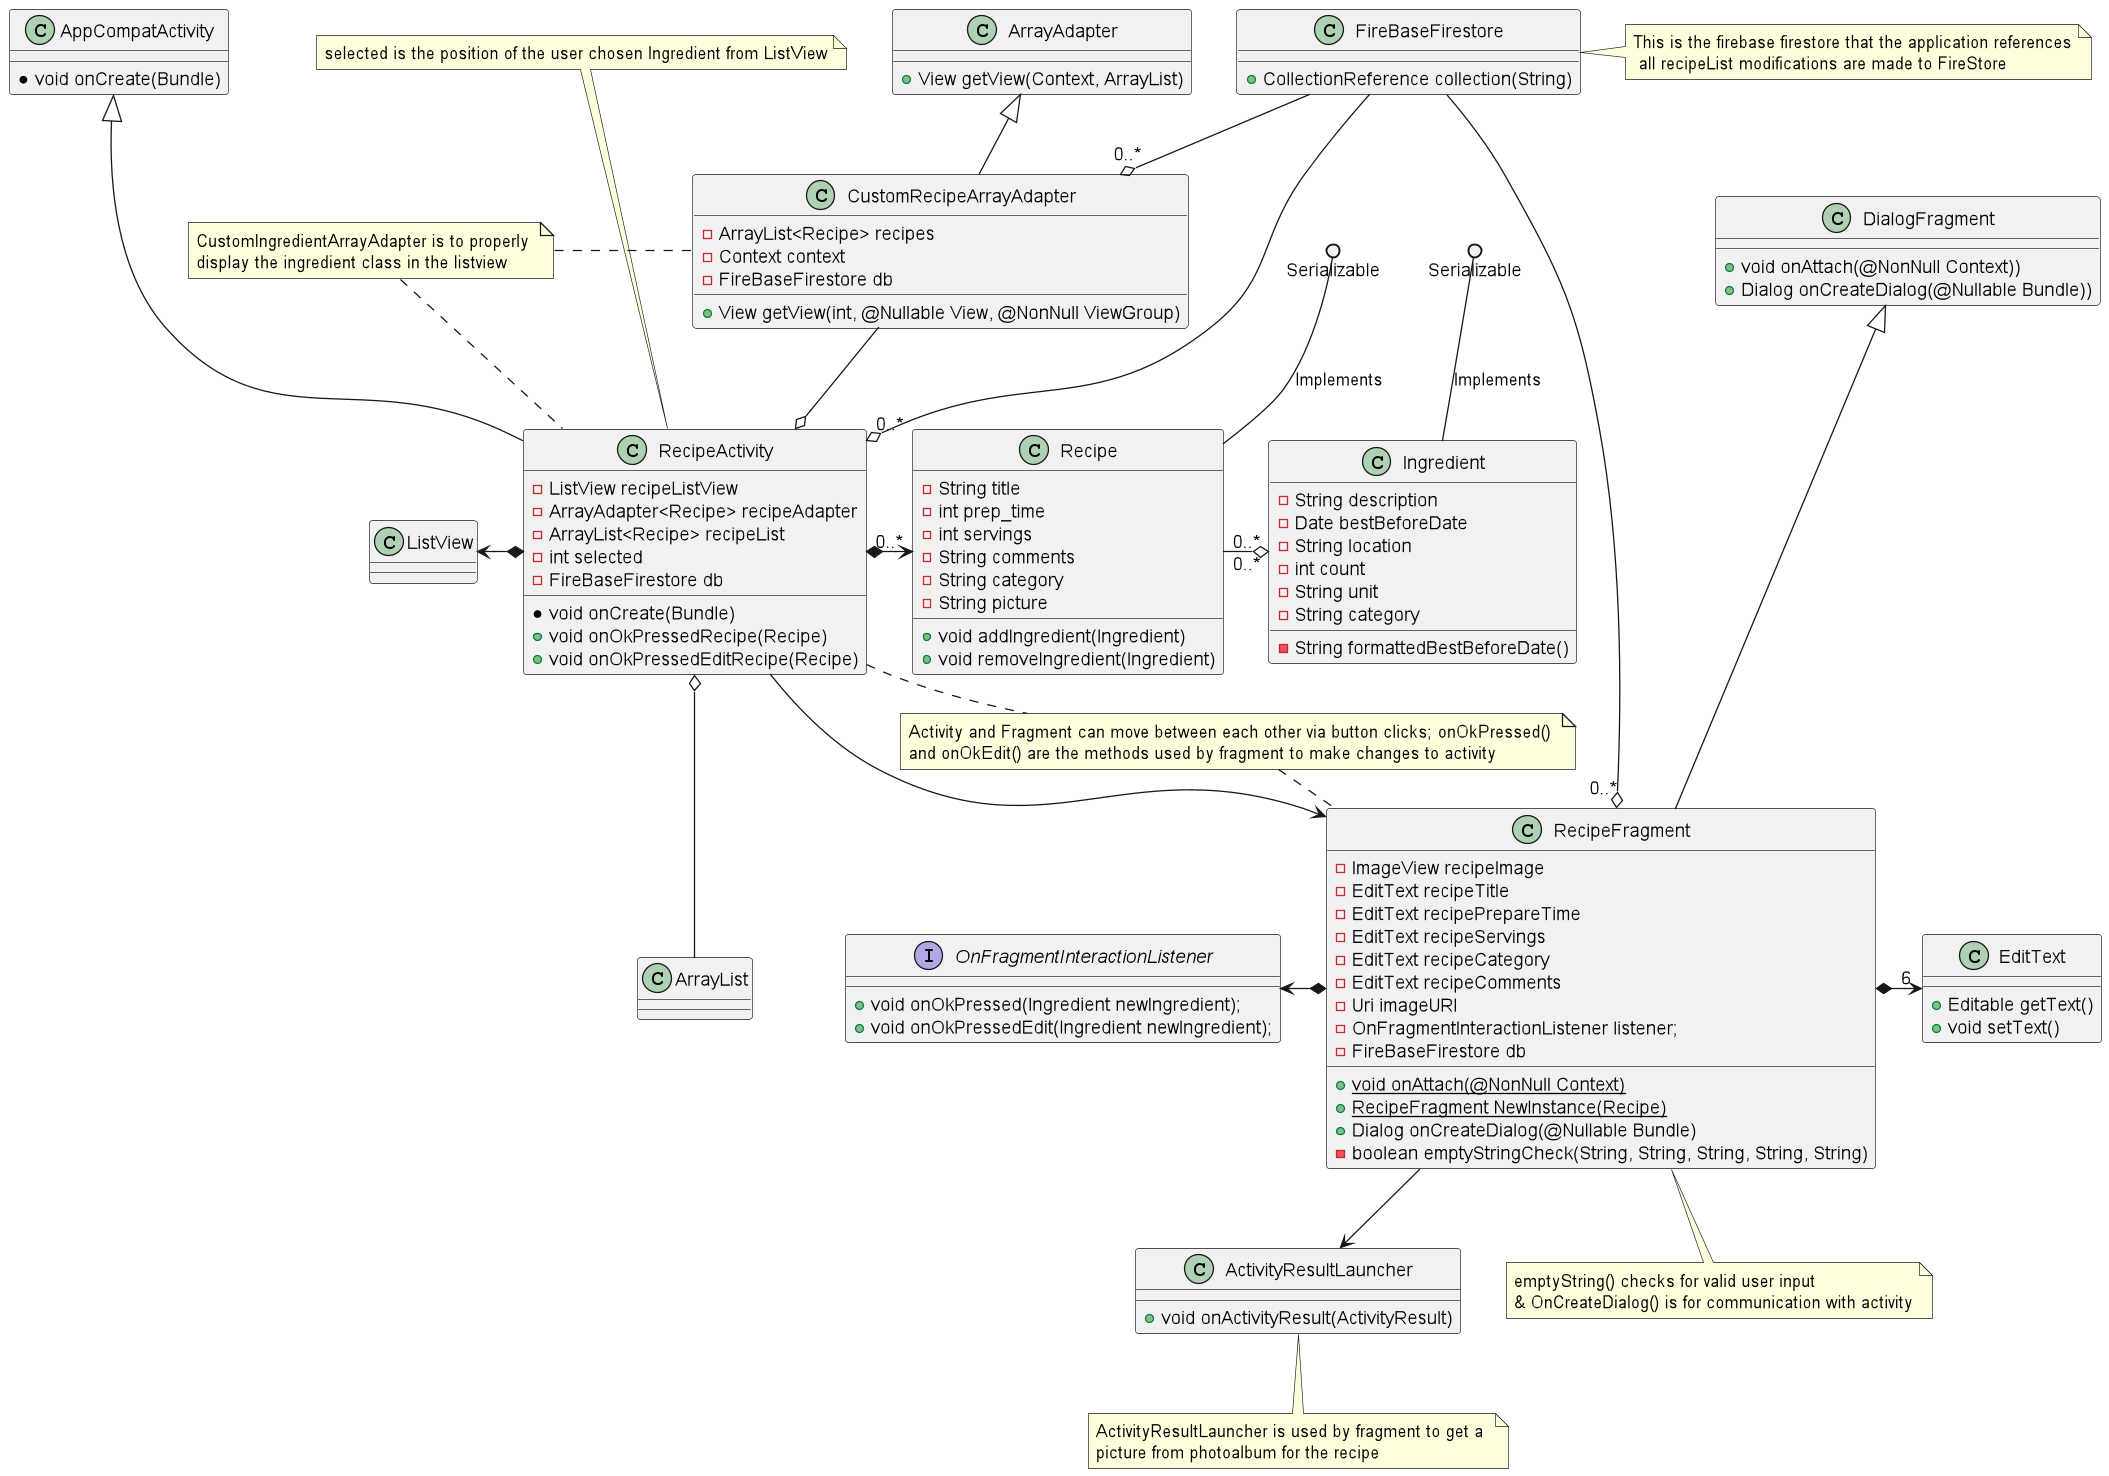 C AppCompatActivity
void onCreate(Bundle)
selected is the position of the user chosen Ingredient from ListView
C ArrayAdapter
View getView(Context, ArrayList)
C FireBaseFirestore
CollectionReference collection(String)
This is the firebase firestore that the application references
all recipeList modifications are made to FireStore
0..*
C CustomRecipeArrayAdapter
ArrayList<Recipe> recipes
Context context
FireBaseFirestore db
View getView(int, @Nullable View, @NonNull ViewGroup)
CustomIngredientArrayAdapter is to properly
display the ingredient class in the listview
Serializable
Serializable
C DialogFragment
void onAttach(@NonNull Context))
Dialog onCreateDialog(@Nullable Bundle))
Implements
Implements
0..*
C RecipeActivity
ListView recipeListView
ArrayAdapter<Recipe> recipeAdapter
ArrayList<Recipe> recipeList
int selected
FireBaseFirestore db
void onCreate(Bundle)
void onOkPressedRecipe(Recipe)
void onOkPressedEditRecipe(Recipe)
C ListView
0..*
C Recipe
String title
int prep_time
int servings
String comments
String category
String picture
void addIngredient(Ingredient)
void removeIngredient(Ingredient)
0..*
0..*
C Ingredient
String description
Date bestBeforeDate
String location
int count
String unit
String category
String formattedBestBeforeDate()
Activity and Fragment can move between each other via button clicks; onOkPressed()
and onOkEdit() are the methods used by fragment to make changes to activity
0..*
C RecipeFragment
ImageView recipeImage
EditText recipeTitle
EditText recipePrepareTime
EditText recipeServings
EditText recipeCategory
EditText recipeComments
Uri imageURI
OnFragmentInteractionListener listener;
FireBaseFirestore db
void onAttach(@NonNull Context)
RecipeFragment NewInstance(Recipe)
Dialog onCreateDialog(@Nullable Bundle)
boolean emptyStringCheck(String, String, String, String, String)
C ArrayList
I OnFragmentInteractionListener
void onOkPressed(Ingredient newIngredient);
void onOkPressedEdit(Ingredient newIngredient);
6
C EditText
Editable getText()
void setText()
C ActivityResultLauncher
void onActivityResult(ActivityResult)
emptyString() checks for valid user input
& OnCreateDialog() is for communication with activity
ActivityResultLauncher is used by fragment to get a
picture from photoalbum for the recipe